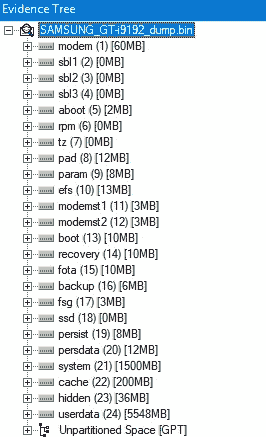 Evidence Tree
SAMSUNG_GT-i9192_dump.bin
modem (1) [60MB]
sbl1 (2) [0MB]
sbl2 (3) [0MB]
sbl3 (4) [0MB]
aboot (5) [2MB]
rpm (6) [0MB]
tz (7) [0MB]
pad (8) [12MB]
param (9) [8MB]
efs (10) [13MB]
modemst1 (11) [3MB]
modemst2 (12) [3MB]
boot (13) [10MB]
recovery (14) [10MB]
fota (15) [10MB]
backup (16) [6MB]
fsg (17) [3MB]
ssd (18) [0MB]
persist (19) [8MB]
persdata (20) [12MB]
system (21) [1500MB]
cache (22) [200MB]
hidden (23) [36MB]
userdata (24) [5548MB]
Unpartitioned Space [GPT]